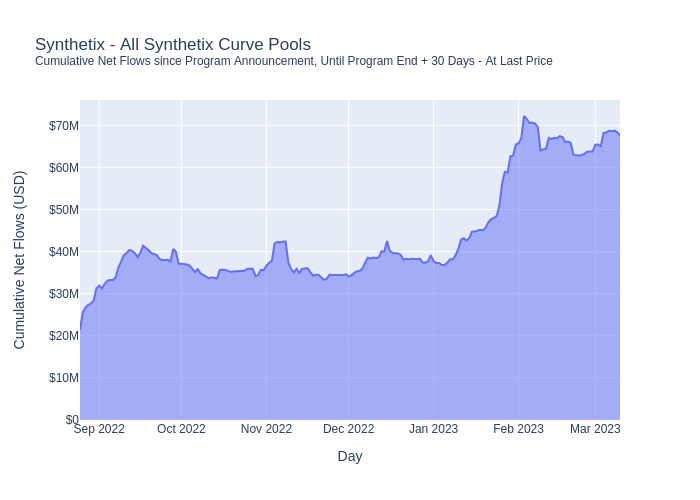 Synthetix - All Synthetix Curve Pools
Cumulative Net Flows since Program Announcement, Until Program End + 30 Days - At Last Price
Cumulative Net Flows (USD)
$70M
$60M
$50M
$40M
$30M
$20M
$10M
$0
Sep 2022
Oct 2022
Nov 2022
Dec 2022
Jan 2023
Feb 2023
Mar 2023
Day